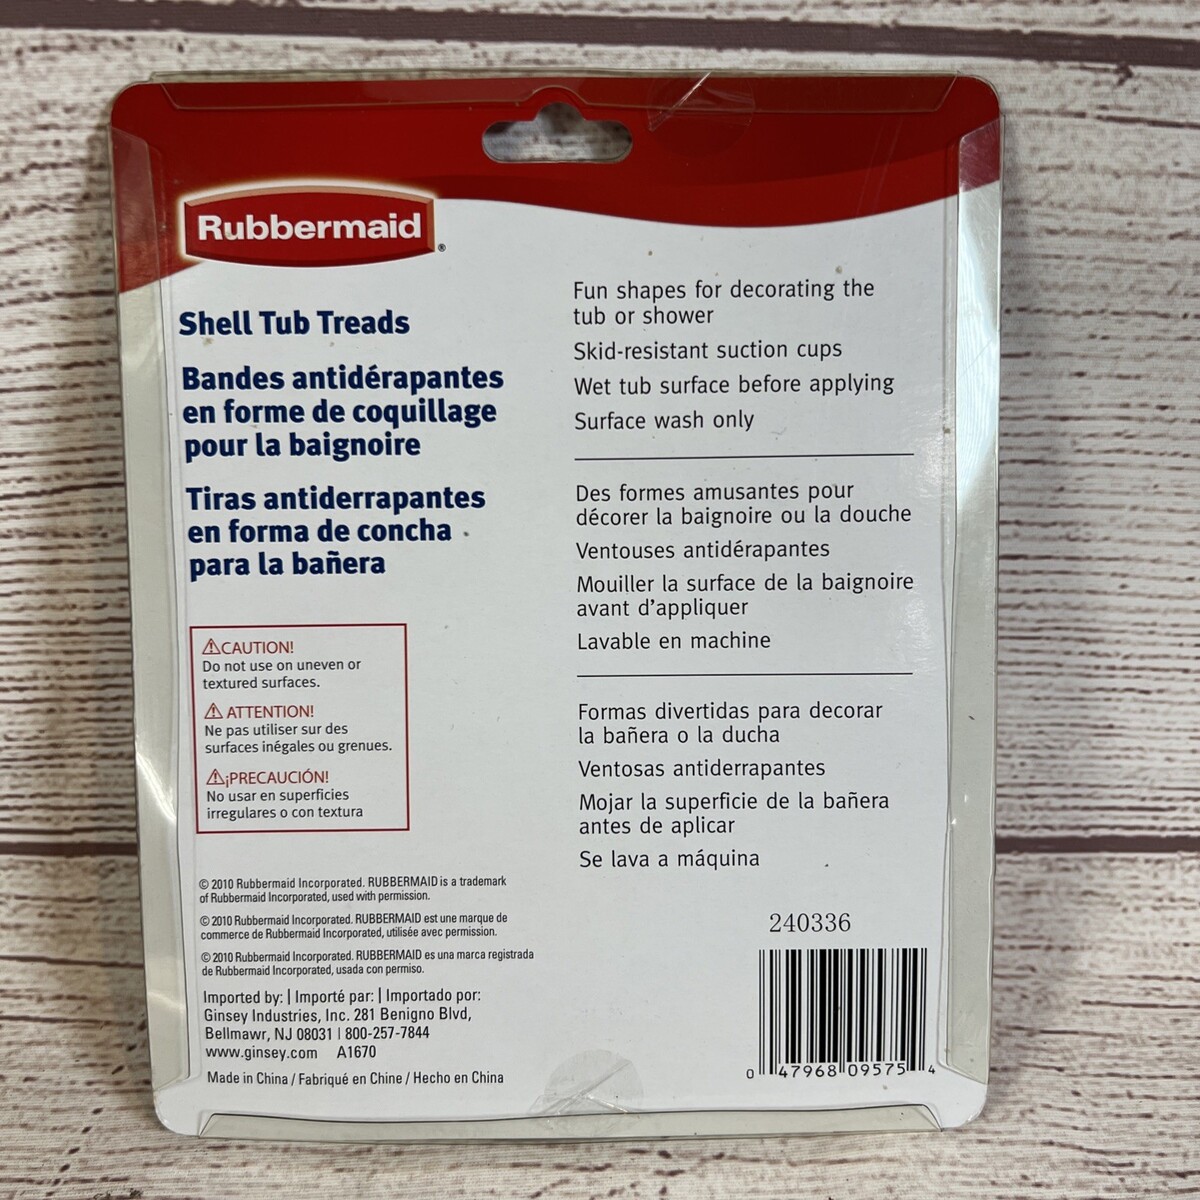 Rubbermaid®
Shell Tub Treads
Bandes antidérapantes
en forme de coquillage
pour la baignoire
Tiras antiderrapantes
en forma de concha
para la bañera
⚠CAUTION!
Do not use on uneven or
textured surfaces.
⚠ ATTENTION!
Ne pas utiliser sur des
surfaces inégales ou grenues.
⚠¡PRECAUCIÓN!
No usar en superficies
irregulares o con textura
© 2010 Rubbermaid Incorporated. RUBBERMAID is a trademark
of Rubbermaid Incorporated, used with permission.
© 2010 Rubbermaid Incorporated. RUBBERMAID est une marque de
commerce de Rubbermaid Incorporated, utilisée avec permission.
© 2010 Rubbermaid Incorporated. RUBBERMAID es una marca registrada
de Rubbermaid Incorporated, usada con permiso.
Imported by: | Importé par: | Importado por:
Ginsey Industries, Inc. 281 Benigno Blvd,
Bellmawr, NJ 08031 | 800-257-7844
www.ginsey.com A1670
Made in China / Fabriqué en Chine / Hecho en China
Fun shapes for decorating the
tub or shower
Skid-resistant suction cups
Wet tub surface before applying
Surface wash only
Des formes amusantes pour
décorer la baignoire ou la douche
Ventouses antidérapantes
Mouiller la surface de la baignoire
avant d'appliquer
Lavable en machine
Formas divertidas para decorar
la bañera o la ducha
Ventosas antiderrapantes
Mojar la superficie de la bañera
antes de aplicar
Se lava a máquina
240336
0 47968 09575 4